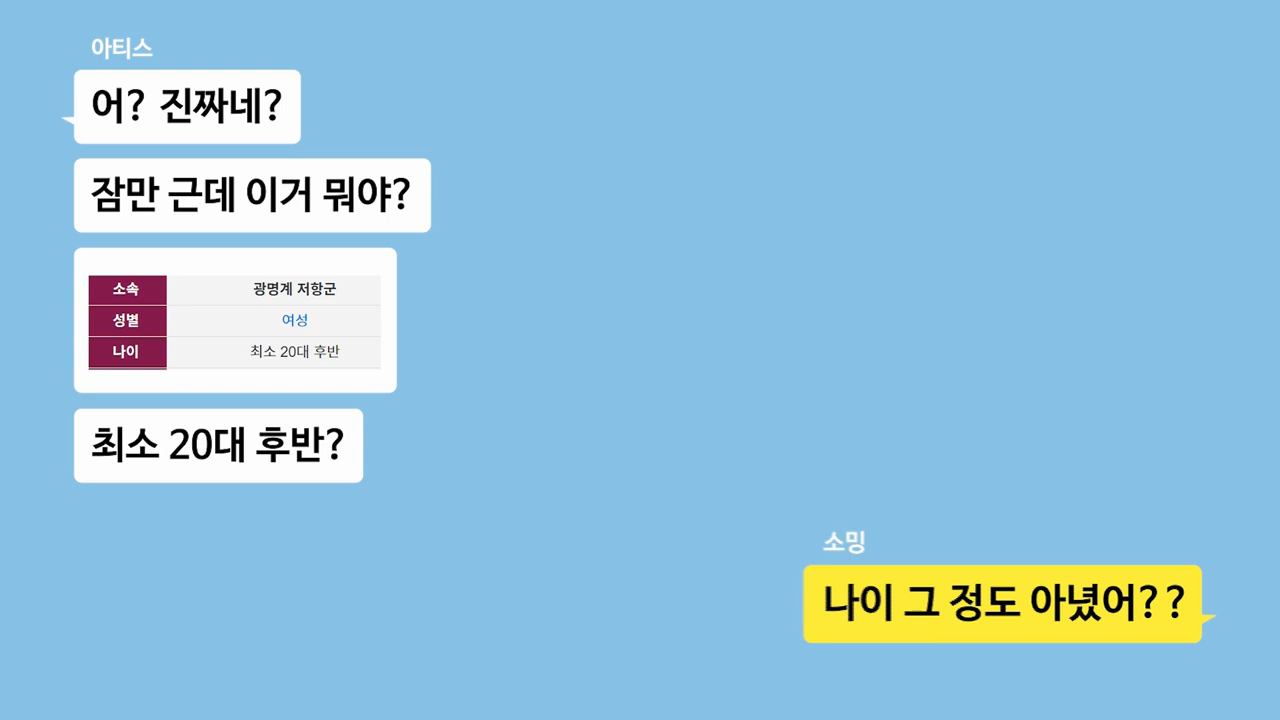 아티스
어? 진짜네?
잠만 근데 이거 뭐야?
소속 광명계 저항군
성별 여성
나이 최소 20대 후반
최소 20대 후반?
소밍
나이 그 정도 아녔어??